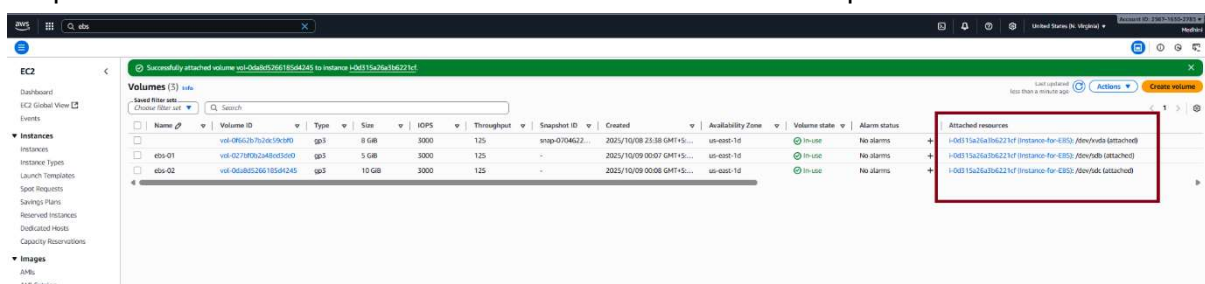 aws
ebs
United States (N. Virginia)
Medhini
EC2
Dashboard
EC2 Global View
Events
Instances
Instances
Instance Types
Launch Templates
Spot Requests
Savings Plans
Reserved Instances
Dedicated Hosts
Capacity Reservations
Images
AMIs
Successfully attached volume vol-0da8d5266185d4245 to instance i-0d315a26a3b6221cf.
Volumes (3) Info
Last updated
less than a minute ago
Actions
Create volume
Saved filter sets
Choose filter set
Search
1
Name Volume ID Type Size IOPS Throughput Snapshot ID Created Availability Zone Volume state Alarm status Attached resources
gp3 8 GiB 3000 125 snap-0704622... 2025/10/08 23:38 GMT+5:... us-east-1d In-use No alarms + i-0d315a26a3b6221cf (Instance-for-EBS): /dev/xvda (attached)
ebs-01 gp3 5 GiB 3000 125 - 2025/10/09 00:07 GMT+5:... us-east-1d In-use No alarms + i-0d315a26a3b6221cf (Instance-for-EBS): /dev/sdb (attached)
ebs-02 vol-0da8d5266185d4245 gp3 10 GiB 3000 125 - 2025/10/09 00:08 GMT+5:... us-east-1d In-use No alarms + i-0d315a26a3b6221cf (Instance-for-EBS): /dev/sdc (attached)